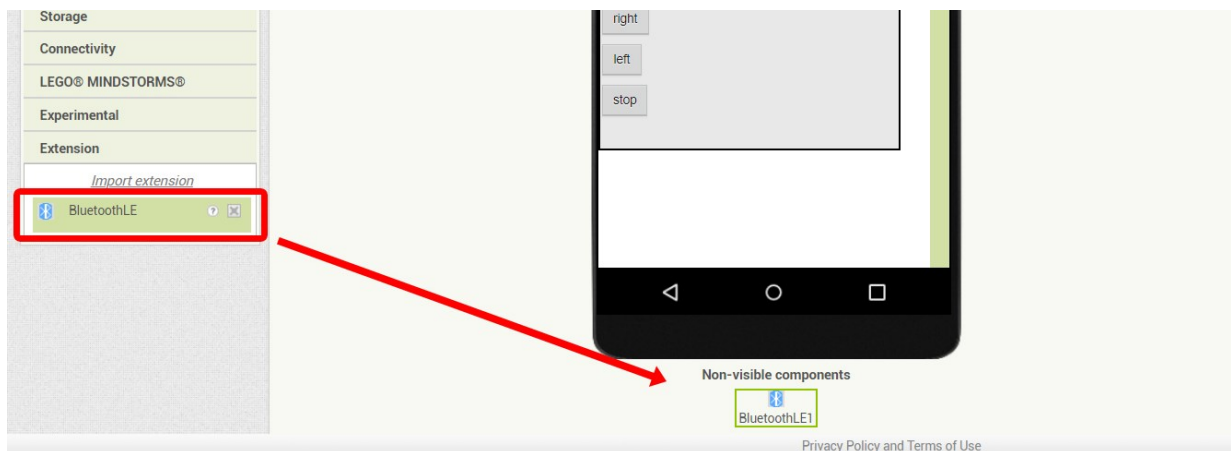 Storage
Connectivity
LEGO® MINDSTORMS®
Experimental
Extension
Import extension
BluetoothLE ?
right
left
stop
Non-visible components
BluetoothLE1
Privacy Policy and Terms of Use